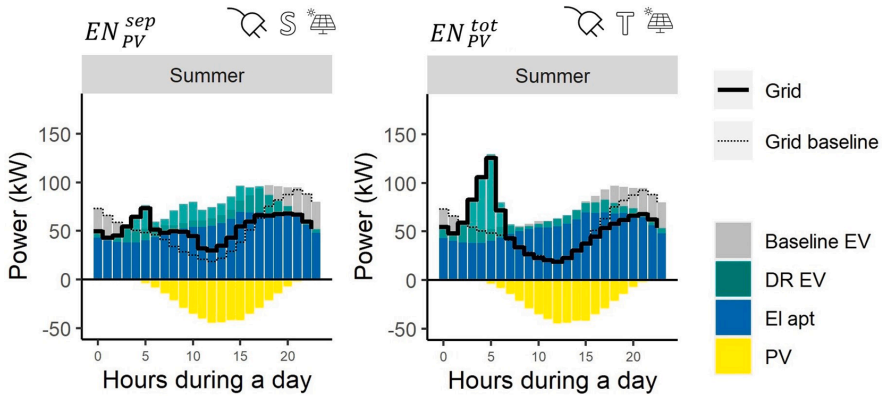 EN_PV^sep S
Summer
Power (kW)
150
100
50
0
-50
0 5 10 15 20
Hours during a day
EN_PV^tot T
Summer
Power (kW)
150
100
50
0
-50
0 5 10 15 20
Hours during a day
Grid
Grid baseline
Baseline EV
DR EV
El apt
PV